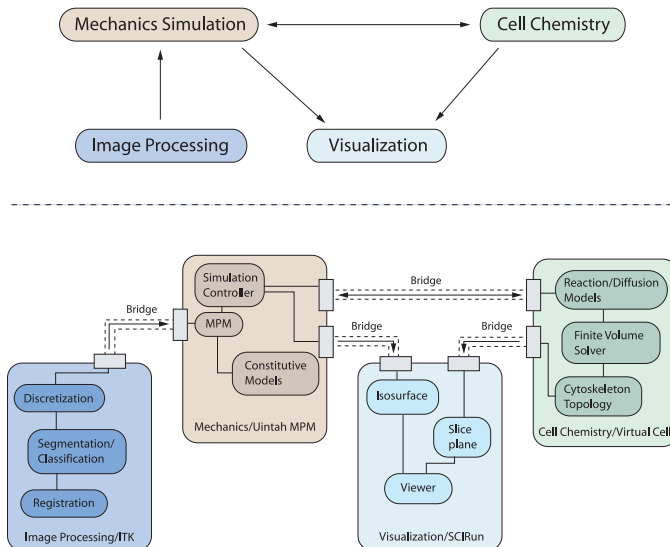 Mechanics Simulation
Cell Chemistry
Image Processing
Visualization
Bridge
Simulation
Controller
MPM
Constitutive
Models
Mechanics/Uintah MPM
Bridge
Bridge
Bridge
Reaction/Diffusion
Models
Finite Volume
Solver
Cytoskeleton
Topology
Cell Chemistry/Virtual Cell
Discretization
Segmentation/
Classification
Registration
Image Processing/ITK
Isosurface
Slice
plane
Viewer
Visualization/SCIRun